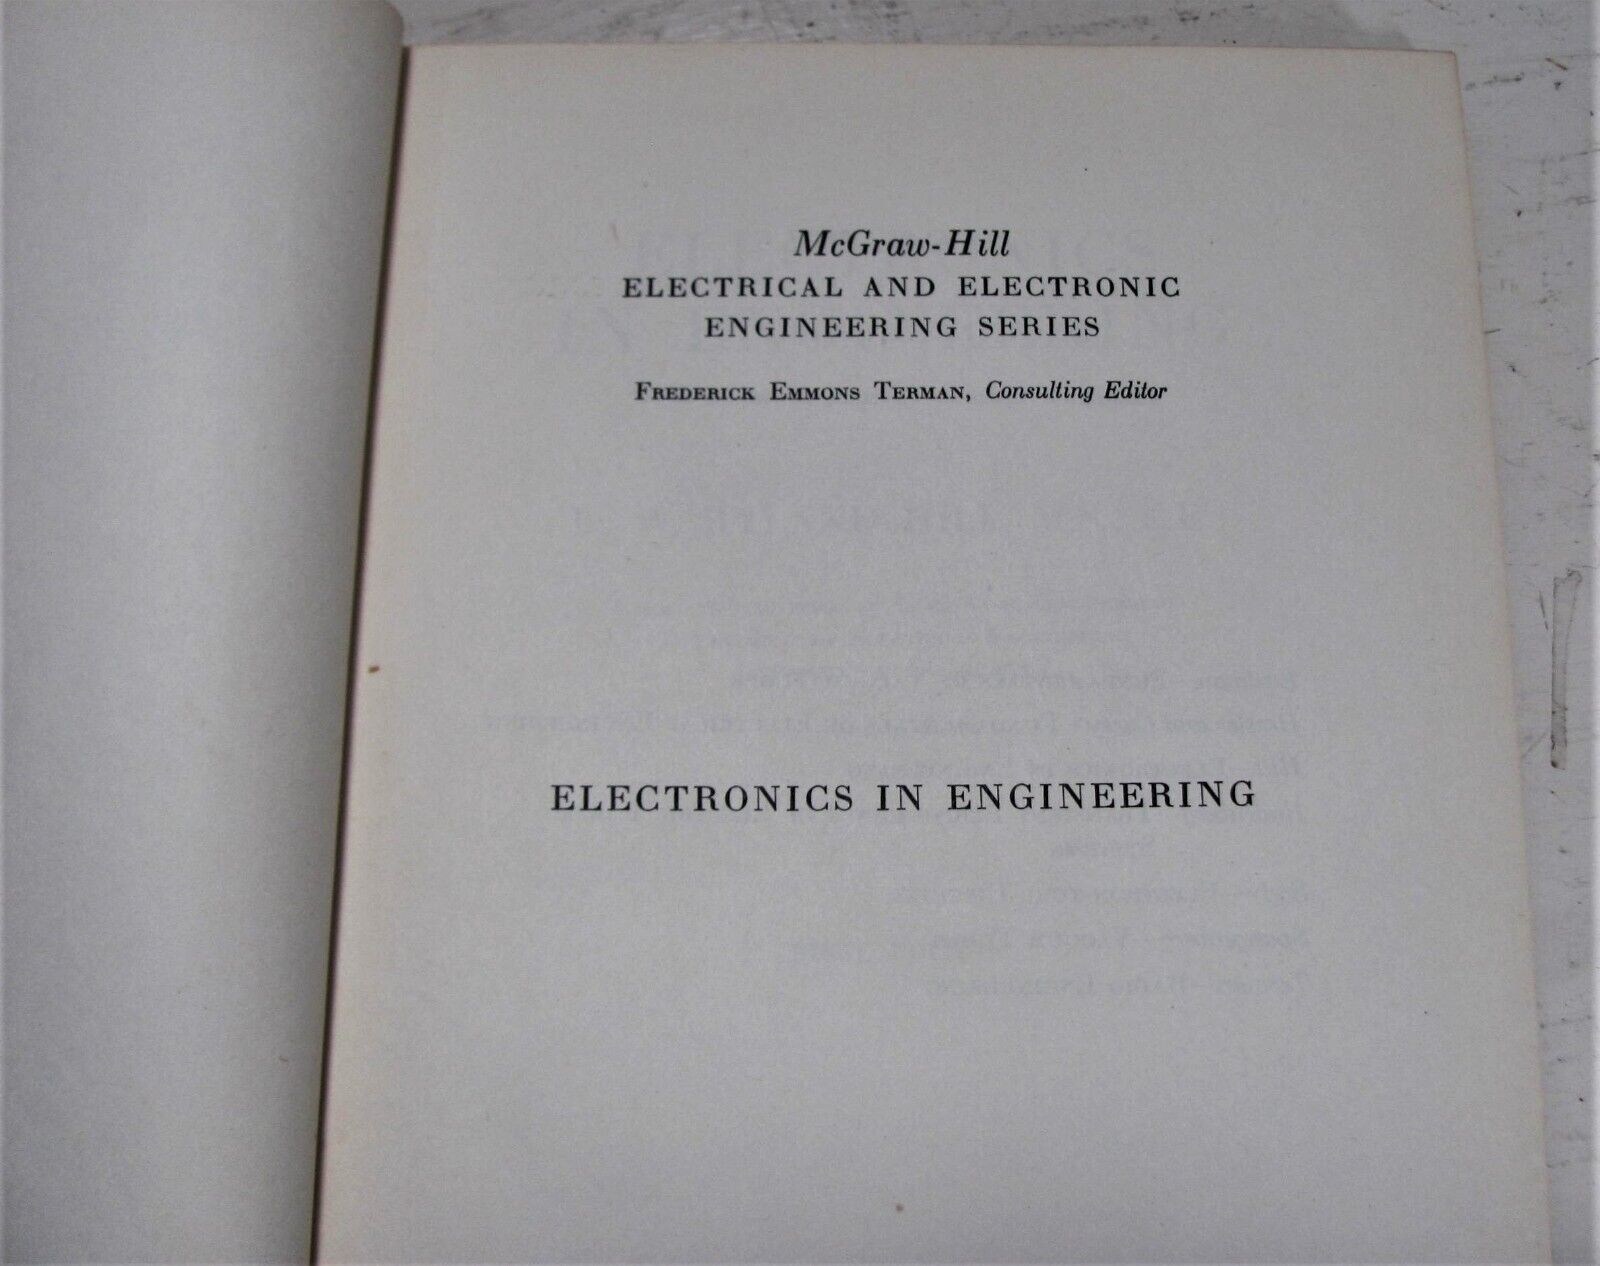 McGraw-Hill
ELECTRICAL AND ELECTRONIC
ENGINEERING SERIES
FREDERICK EMMONS TERMAN, Consulting Editor
ELECTRONICS IN ENGINEERING